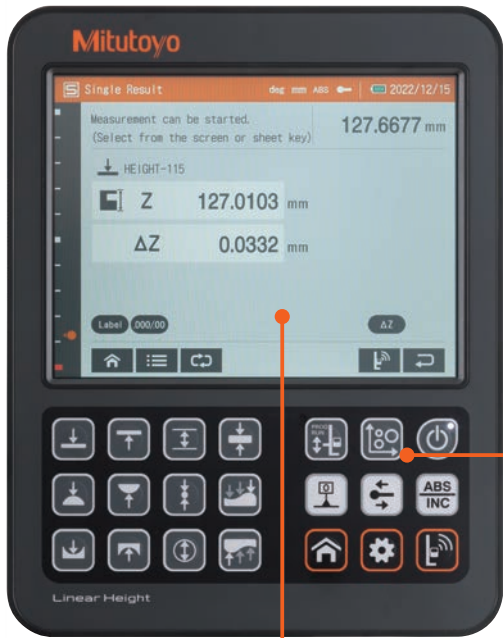 Mitutoyo
S Single Result deg mm ABS 2022/12/15
Measurement can be started.
(Select from the screen or sheet key)
127.6677 mm
HEIGHT-115
Z 127.0103 mm
ΔZ 0.0332 mm
Label .000/00 ΔZ
PROG
RUN
ABS
INC
Linear Height